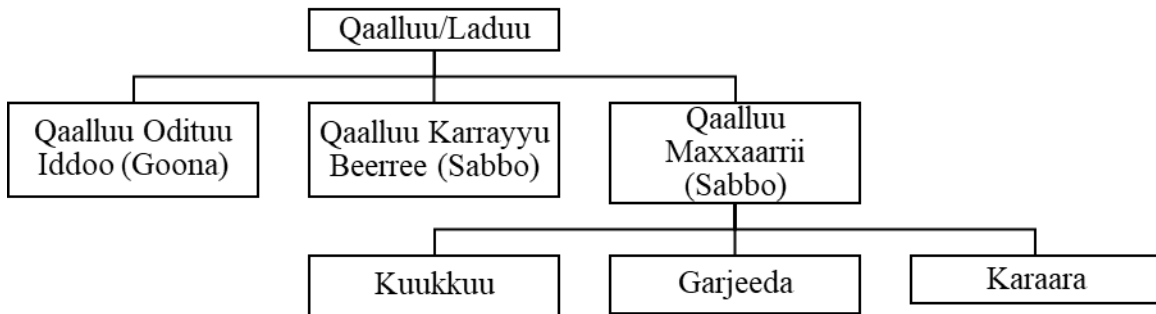 Qaalluu/Laduu
Qaalluu Odituu
Iddoo (Goona)
Qaalluu Karrayyu
Beerree (Sabbo)
Qaalluu
Maxxaarrii
(Sabbo)
Kuukkuu
Garjeeda
Karaara